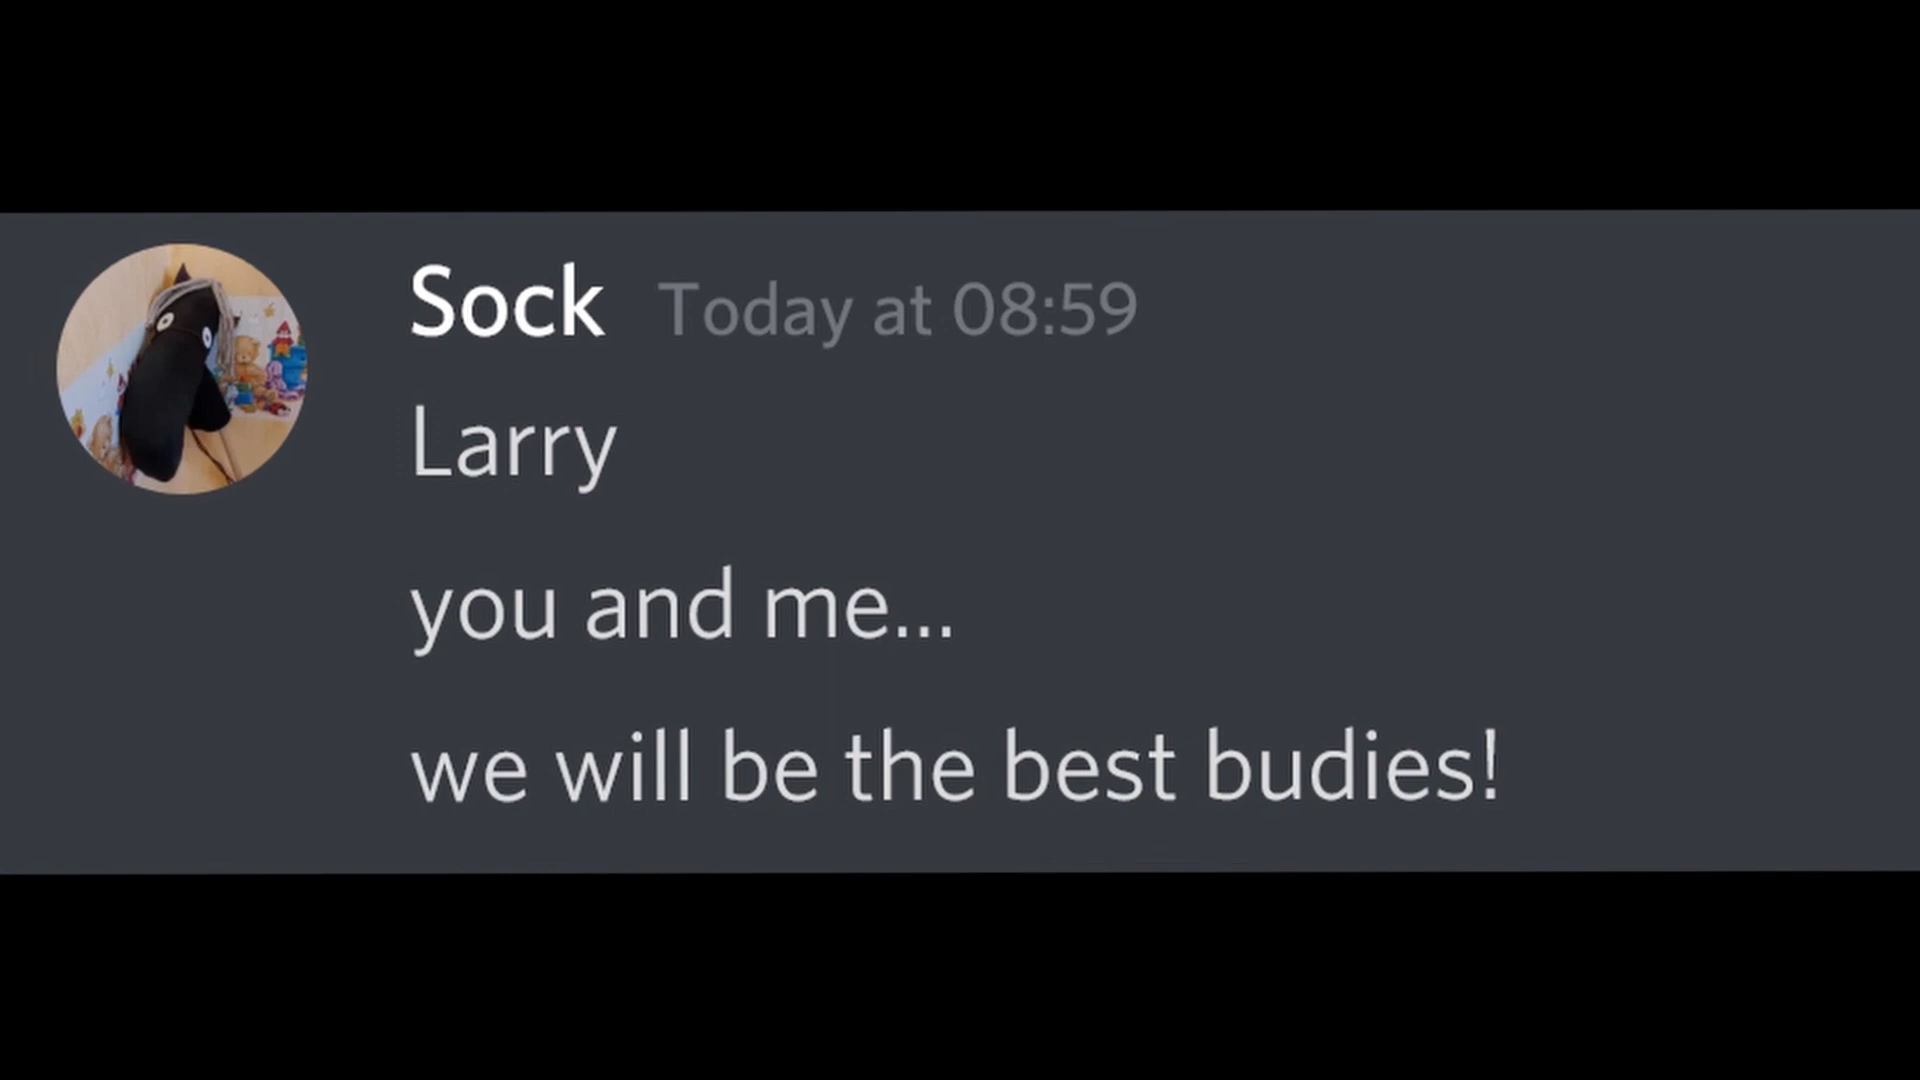 Sock Today at 08:59
Larry
you and me...
we will be the best budies!